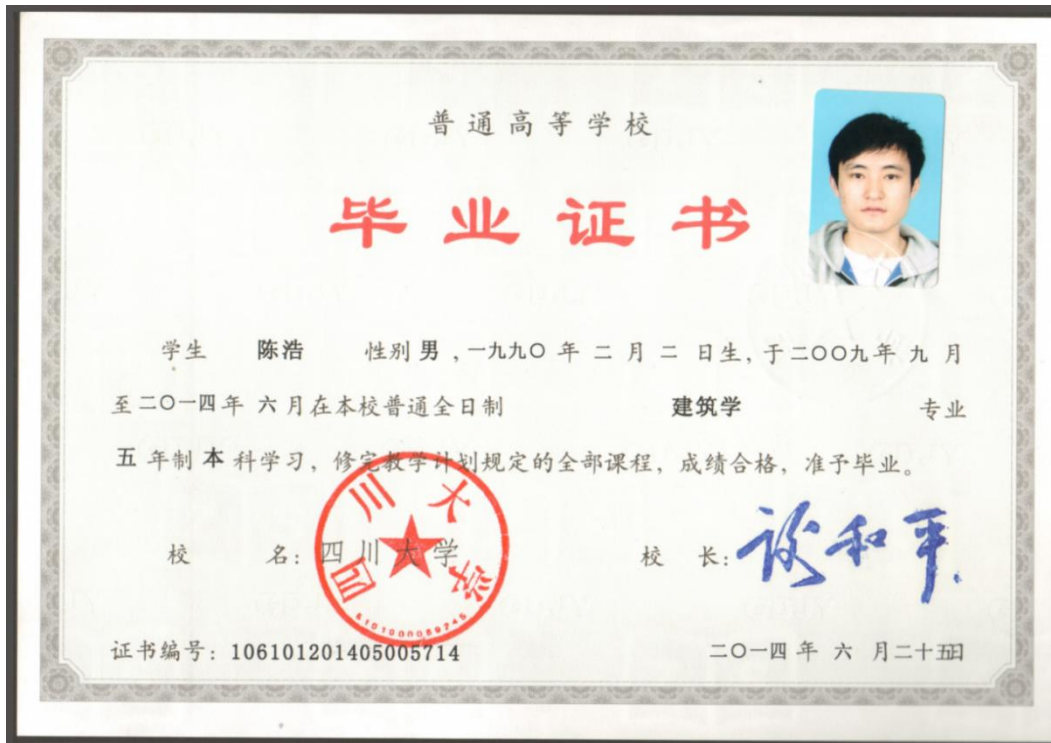 普通高等学校
毕业证书
学生 陈浩 性别 男 ，一九九〇 年 二 月 二 日生，于二〇〇九年 九 月
至二〇一四年 六 月在本校普通全日制 建筑学 专业
五 年制 本 科学习，修完教学计划规定的全部课程，成绩合格，准予毕业。
校 名：四川大学 校 长：谢和平
四川大学
证书编号：106101201405005714 二〇一四 年 六 月二十五日